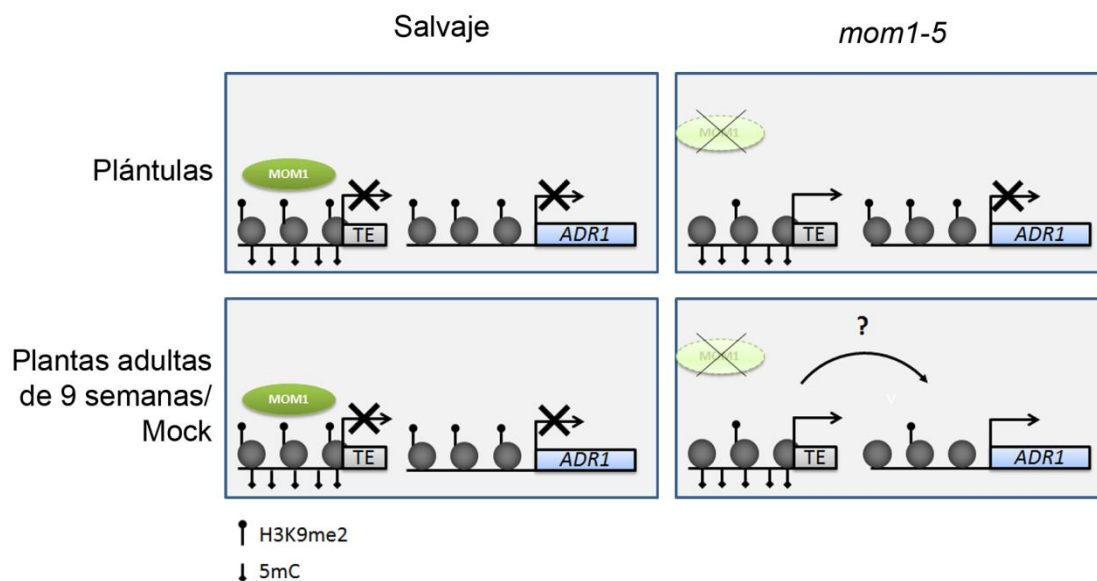 Salvaje
mom1-5
Plántulas
MOM1
TE
ADR1
MOM1
TE
ADR1
Plantas adultas
de 9 semanas/
Mock
MOM1
TE
ADR1
MOM1
?
v
TE
ADR1
H3K9me2
5mC